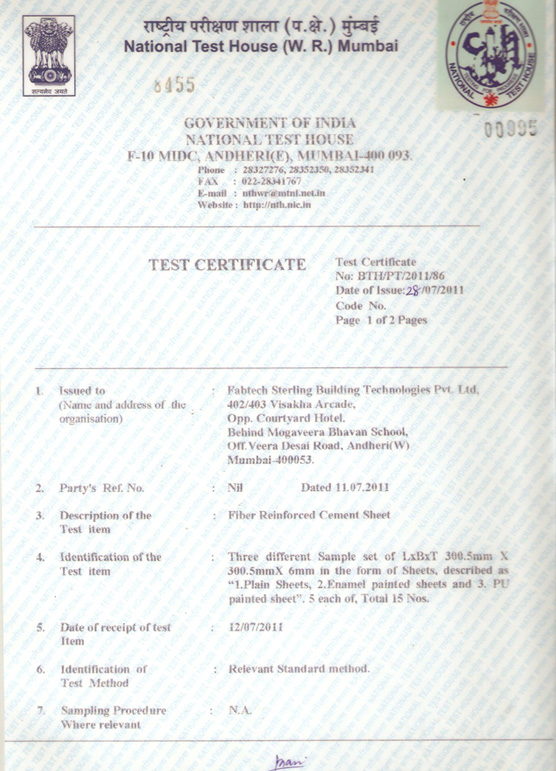 राष्ट्रीय परीक्षण शाला (प.क्षे.) मुंम्बई
National Test House (W. R.) Mumbai
सत्यमेव जयते
8455
NATIONAL TEST HOUSE
00995
GOVERNMENT OF INDIA
NATIONAL TEST HOUSE
F-10 MIDC, ANDHERI(E), MUMBAI-400 093.
Phone : 28327276, 28352350, 28352341
FAX : 022-28341767
E-mail : nthwr@mtnl.net.in
Website : http://nth.nic.in
TEST CERTIFICATE
Test Certificate
No: BTH/PT/2011/86
Date of Issue:28/07/2011
Code No.
Page 1 of 2 Pages
1. Issued to : Fabtech Sterling Building Technologies Pvt. Ltd,
(Name and address of the 402/403 Visakha Arcade,
organisation) Opp. Courtyard Hotel.
Behind Mogaveera Bhavan School,
Off.Veera Desai Road, Andheri(W)
Mumbai-400053.
2. Party's Ref. No. : Nil Dated 11.07.2011
3. Description of the : Fiber Reinforced Cement Sheet
Test item
4. Identification of the : Three different Sample set of LxBxT 300.5mm X
Test item 300.5mmX 6mm in the form of Sheets, described as
“1.Plain Sheets, 2.Enamel painted sheets and 3. PU
painted sheet”. 5 each of, Total 15 Nos.
5. Date of receipt of test : 12/07/2011
Item
6. Identification of : Relevant Standard method.
Test Method
7. Sampling Procedure : N.A.
Where relevant